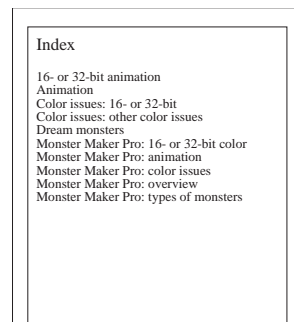 Index
16- or 32-bit animation
Animation
Color issues: 16- or 32-bit
Color issues: other color issues
Dream monsters
Monster Maker Pro: 16- or 32-bit color
Monster Maker Pro: animation
Monster Maker Pro: color issues
Monster Maker Pro: overview
Monster Maker Pro: types of monsters